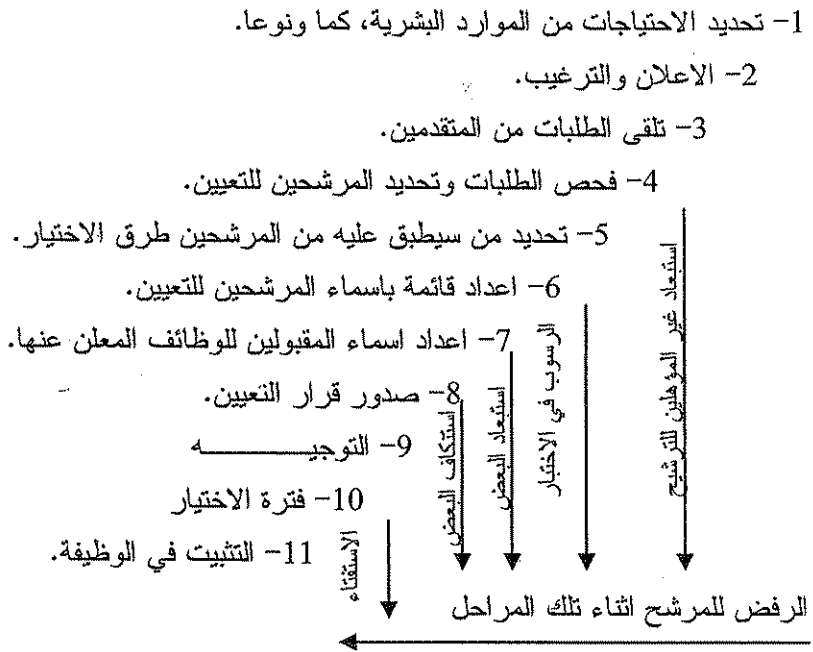 1- تحديد الاحتياجات من الموارد البشرية، كما ونوعا.
2- الاعلان والترغيب.
3- تلقى الطلبات من المتقدمين.
4- فحص الطلبات وتحديد المرشحين للتعيين.
5- تحديد من سيطبق عليه من المرشحين طرق الاختيار.
6- اعداد قائمة باسماء المرشحين للتعيين.
7- اعداد اسماء المقبولين للوظائف المعلن عنها.
8- صدور قرار التعيين.
9- التوجيـــــــــه
10- فترة الاختيار
11- التثبيت في الوظيفة.
استبعاد غير المؤهلين للترشيح
الرسوب في الاختبار
استبعاد البعض
استنكاف البعض
الاستغناء
الرفض للمرشح اثناء تلك المراحل